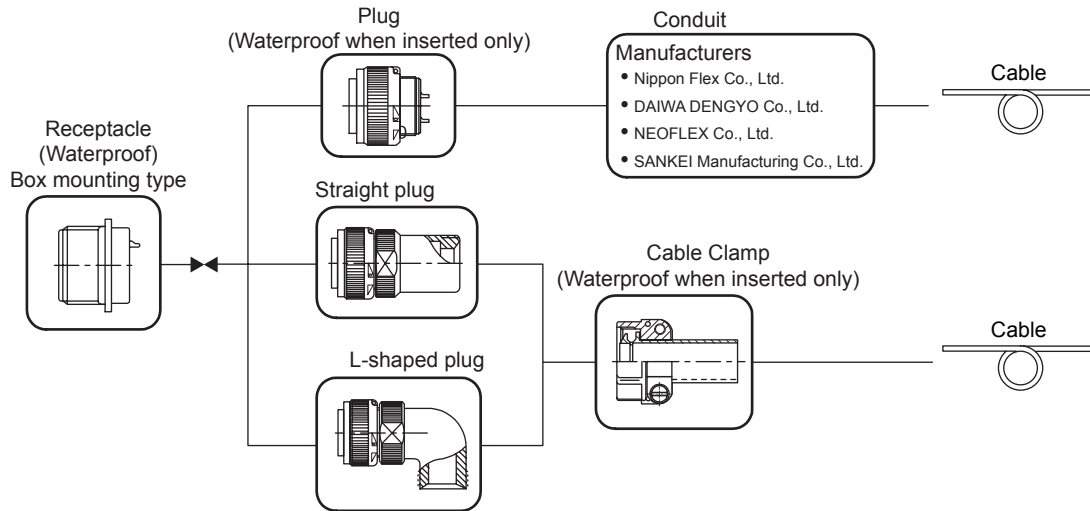 Plug
(Waterproof when inserted only)
Conduit
Manufacturers
• Nippon Flex Co., Ltd.
• DAIWA DENGYO Co., Ltd.
• NEOFLEX Co., Ltd.
• SANKEI Manufacturing Co., Ltd.
Cable
Receptacle
(Waterproof)
Box mounting type
Straight plug
Cable Clamp
(Waterproof when inserted only)
Cable
L-shaped plug